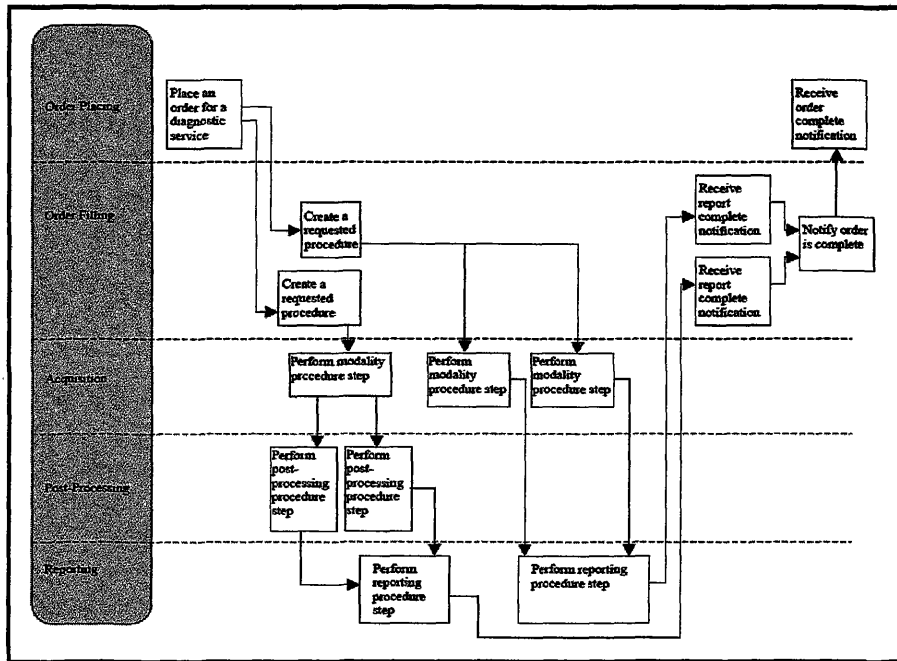 Order Placing
Place an
order for a
diagnostic
service
Receive
order
complete
notification
Order Filling
Create a
requested
procedure
Receive
report
complete
notification
Notify order
is complete
Create a
requested
procedure
Receive
report
complete
notification
Acquisition
Perform modality
procedure step
Perform
modality
procedure step
Perform modality
procedure step
Post-Processing
Perform
post-
processing
procedure
step
Perform
post-
processing
procedure
step
Reporting
Perform
reporting
procedure
step
Perform reporting
procedure step